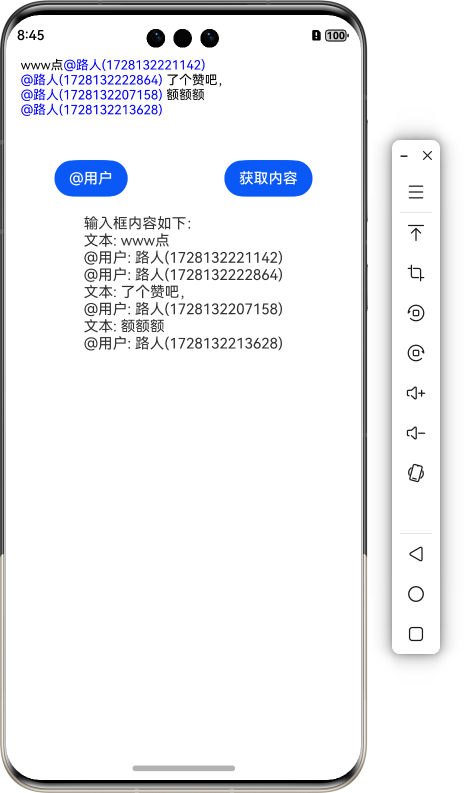 8:45
100
www点@路人(1728132221142)
@路人(1728132222864) 了个赞吧，
@路人(1728132207158) 额额额
@路人(1728132213628)
@用户
获取内容
输入框内容如下：
文本: www点
@用户: 路人(1728132221142)
@用户: 路人(1728132222864)
文本: 了个赞吧，
@用户: 路人(1728132207158)
文本: 额额额
@用户: 路人(1728132213628)